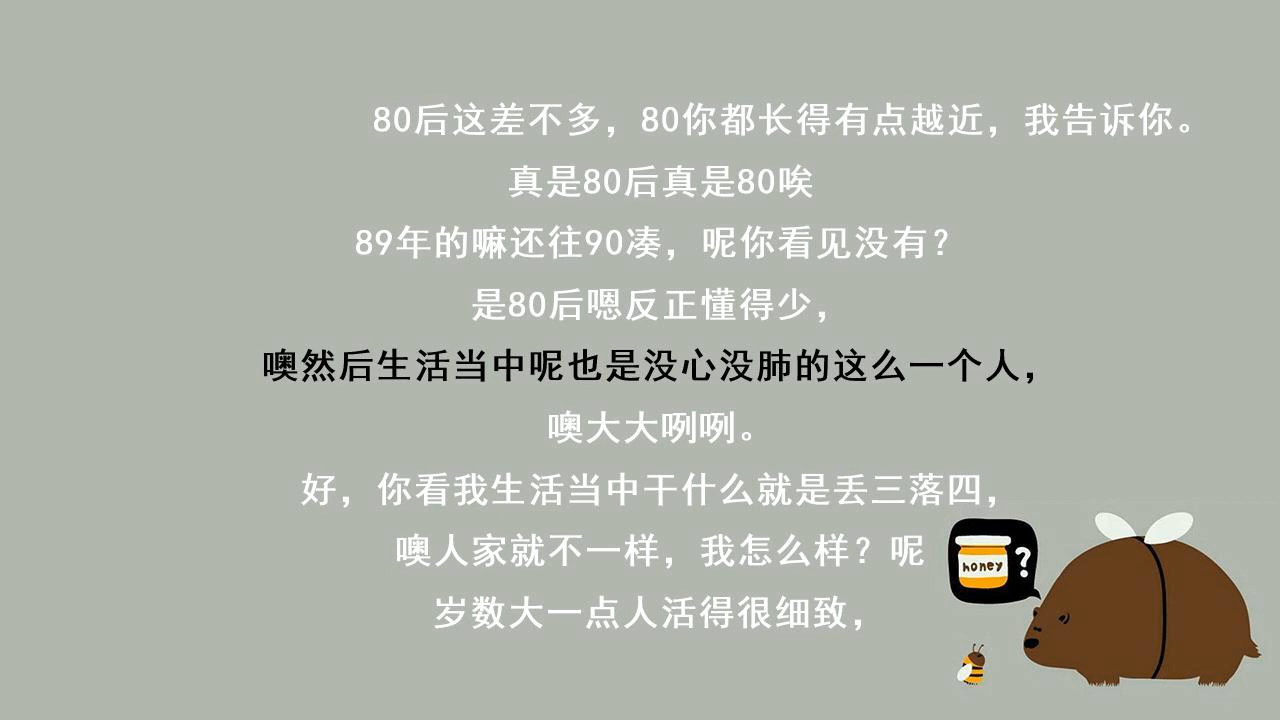 80后这差不多，80你都长得有点越近，我告诉你。
真是80后真是80唉
89年的嘛还往90凑，呢你看见没有？
是80后嗯反正懂得少，
噢然后生活当中呢也是没心没肺的这么一个人，
噢大大咧咧。
好，你看我生活当中干什么就是丢三落四，
噢人家就不一样，我怎么样？呢
岁数大一点人活得很细致，
honey ?